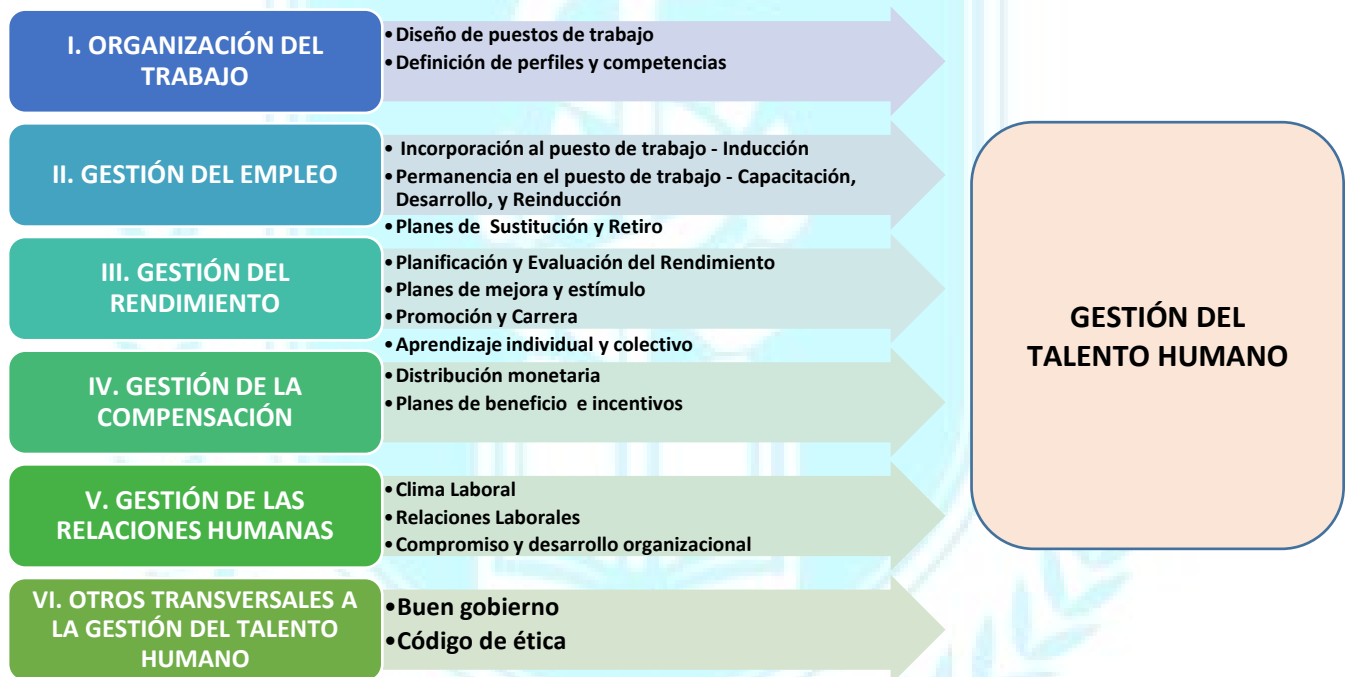 I. ORGANIZACIÓN DEL
TRABAJO
•Diseño de puestos de trabajo
•Definición de perfiles y competencias
II. GESTIÓN DEL EMPLEO
• Incorporación al puesto de trabajo - Inducción
•Permanencia en el puesto de trabajo - Capacitación,
Desarrollo, y Reinducción
•Planes de Sustitución y Retiro
III. GESTIÓN DEL
RENDIMIENTO
•Planificación y Evaluación del Rendimiento
•Planes de mejora y estímulo
•Promoción y Carrera
•Aprendizaje individual y colectivo
IV. GESTIÓN DE LA
COMPENSACIÓN
•Distribución monetaria
•Planes de beneficio e incentivos
V. GESTIÓN DE LAS
RELACIONES HUMANAS
•Clima Laboral
•Relaciones Laborales
•Compromiso y desarrollo organizacional
VI. OTROS TRANSVERSALES A
LA GESTIÓN DEL TALENTO
HUMANO
•Buen gobierno
•Código de ética
GESTIÓN DEL
TALENTO HUMANO